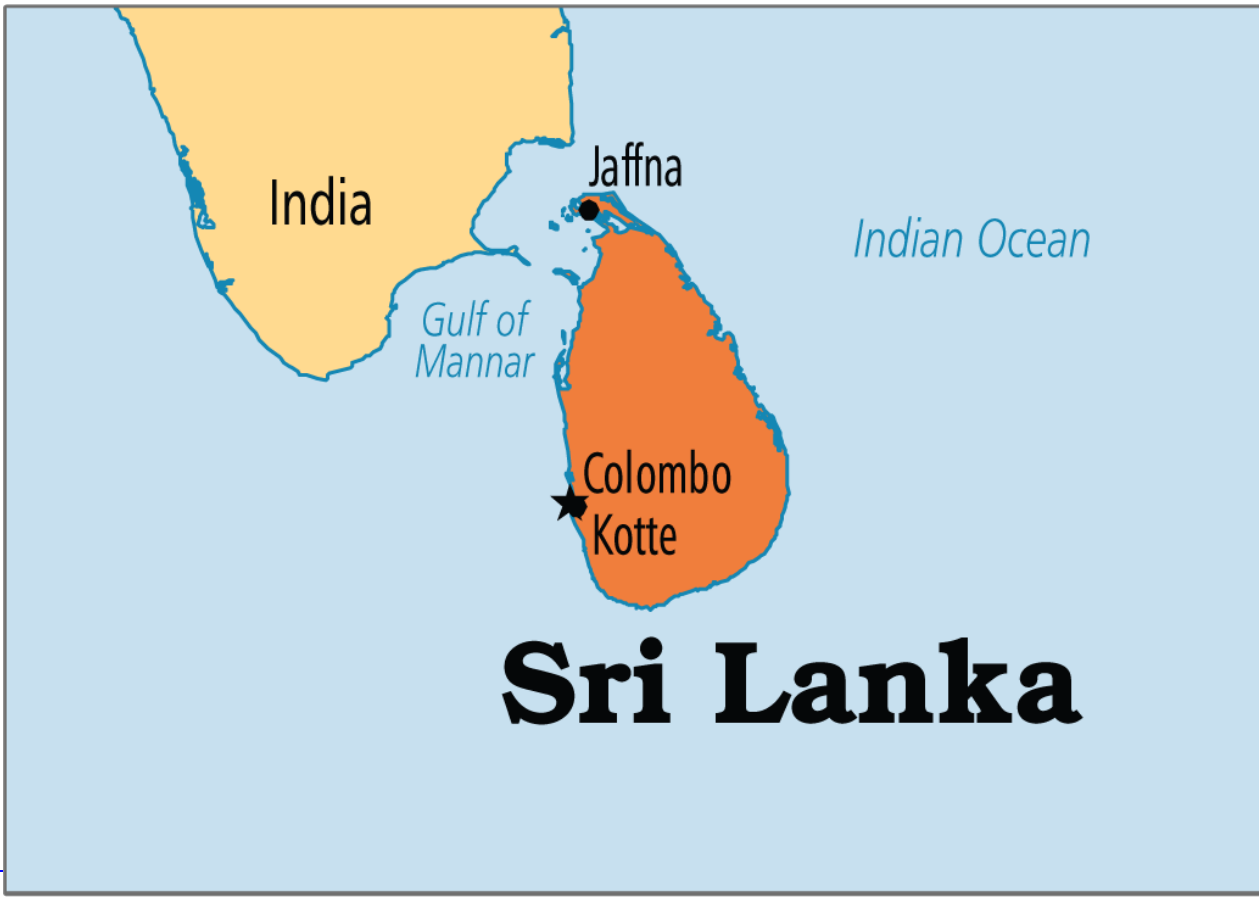 Jaffna
India
Indian Ocean
Gulf of
Mannar
Colombo
Kotte
Sri Lanka